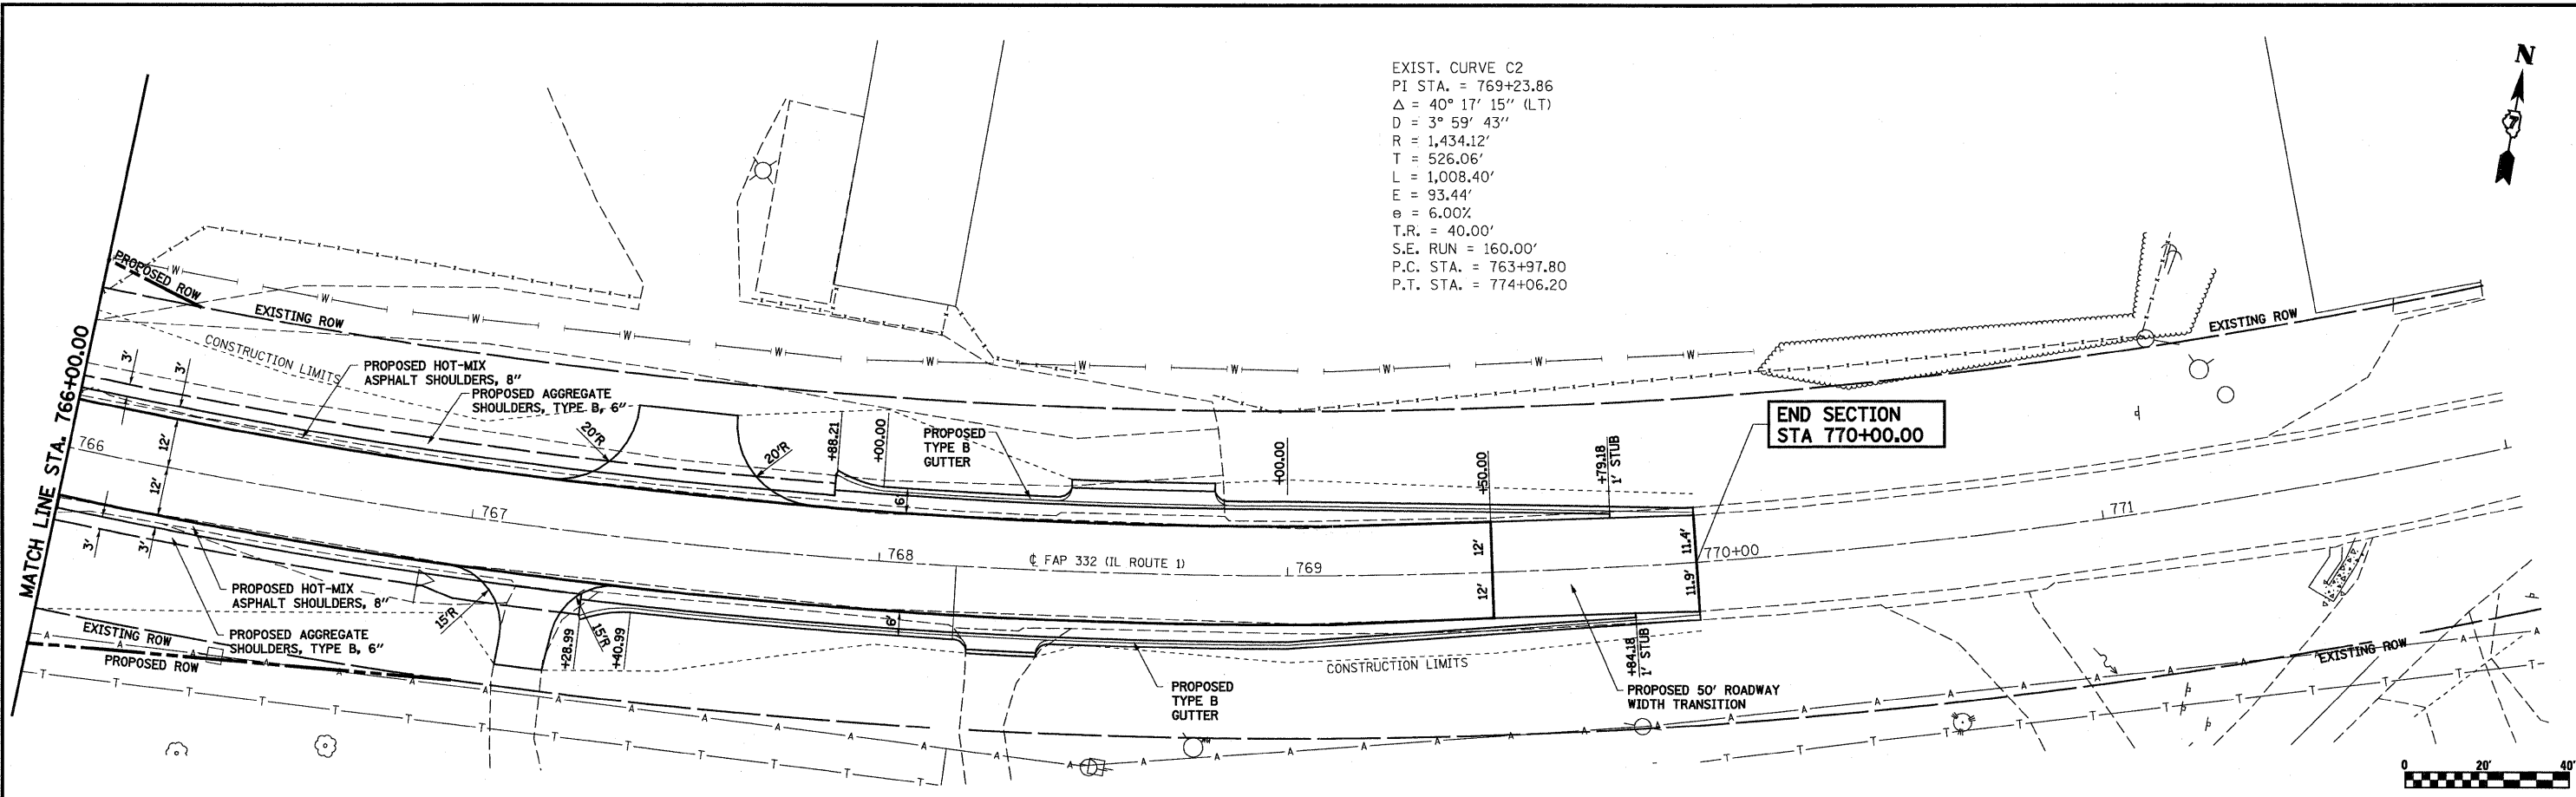 EXIST. CURVE C2
PI STA. = 769+23.86
Δ = 40° 17' 15" (LT)
D = 3° 59' 43"
R = 1,434.12'
T = 526.06'
L = 1,008.40'
E = 93.44'
e = 6.00%
T.R. = 40.00'
S.E. RUN = 160.00'
P.C. STA. = 763+97.80
P.T. STA. = 774+06.20
N
7
PROPOSED ROW
W W W W W W W W W W W
EXISTING ROW
EXISTING ROW
CONSTRUCTION LIMITS
3'
3'
PROPOSED HOT-MIX
ASPHALT SHOULDERS, 8"
PROPOSED AGGREGATE
SHOULDERS, TYPE B, 6"
20'R
20'R
+88.21
+00.00
PROPOSED
TYPE B
GUTTER
6'
+00.00
+50.00
+79.18
1' STUB
END SECTION
STA 770+00.00
MATCH LINE STA. 766+00.00
766
12'
12'
767
768
℄ FAP 332 (IL ROUTE 1)
769
12'
12'
11.4'
11.9'
770+00
771
3'
3'
PROPOSED HOT-MIX
ASPHALT SHOULDERS, 8"
PROPOSED AGGREGATE
SHOULDERS, TYPE B, 6"
EXISTING ROW
PROPOSED ROW
15'R
15'R
+28.99
+40.99
6'
PROPOSED
TYPE B
GUTTER
CONSTRUCTION LIMITS
+84.18
1' STUB
PROPOSED 50' ROADWAY
WIDTH TRANSITION
EXISTING ROW
0 20' 40'